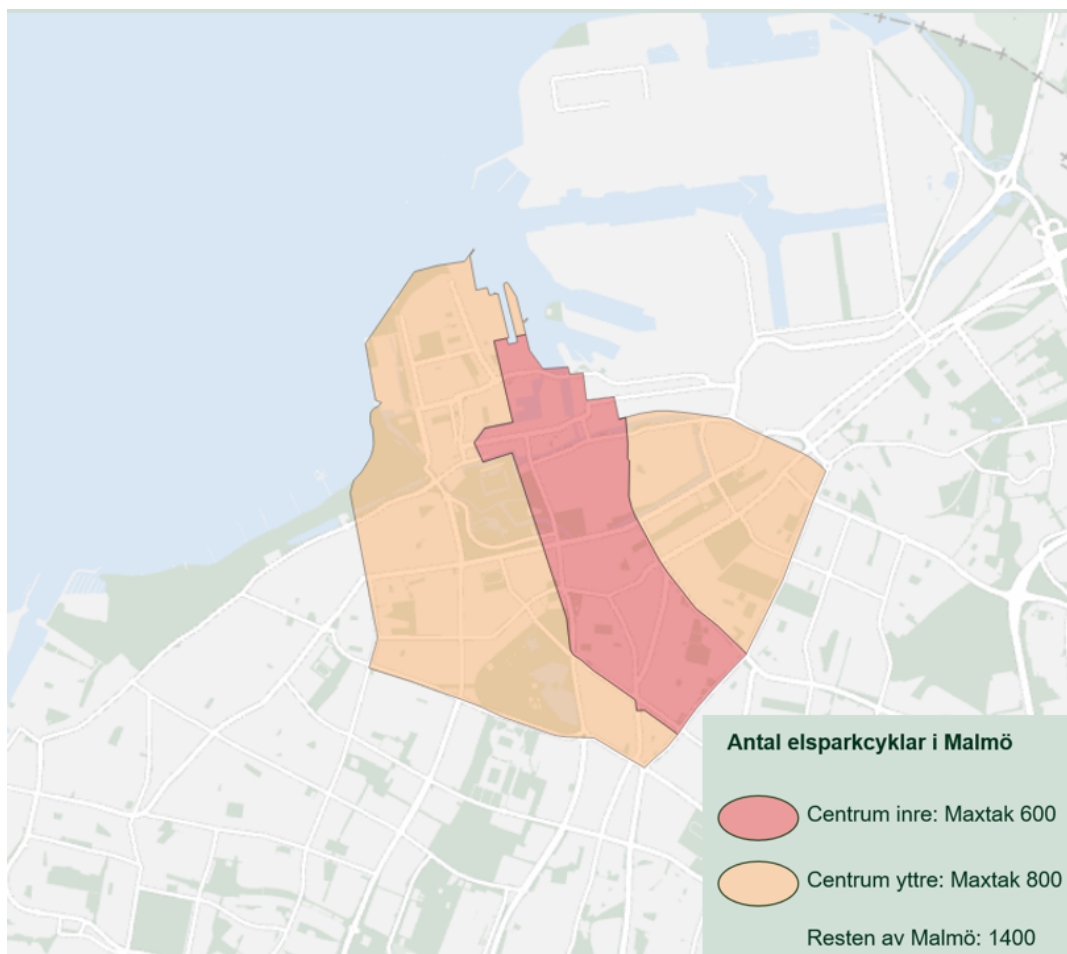 Antal elsparkcyklar i Malmö
Centrum inre: Maxtak 600
Centrum yttre: Maxtak 800
Resten av Malmö: 1400